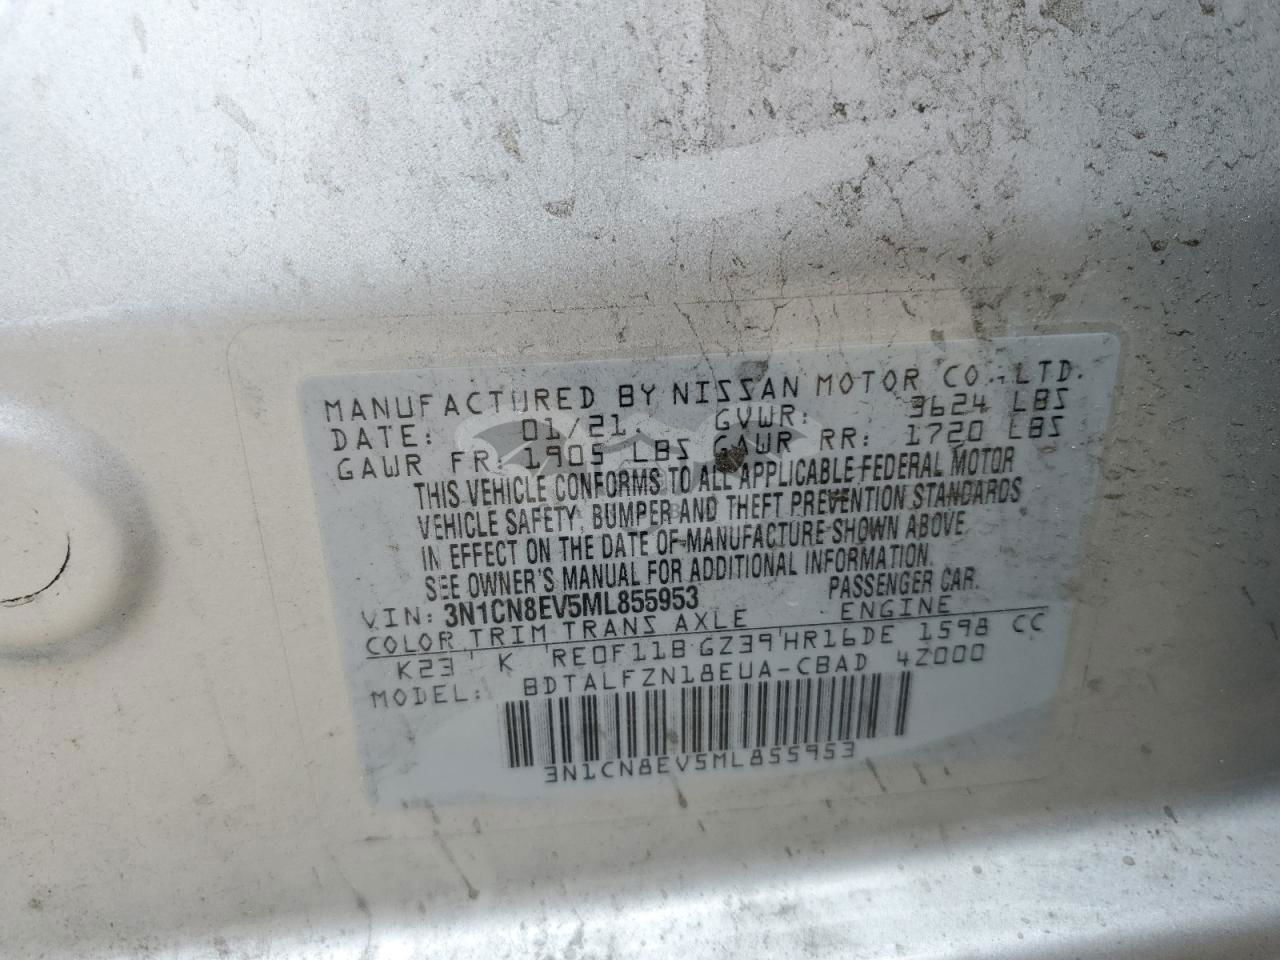 MANUFACTURED BY NISSAN MOTOR CO.,LTD.
DATE: 01/21. GVWR: 3624 LBS
GAWR FR: 1905 LBS GAWR RR: 1720 LBS
THIS VEHICLE CONFORMS TO ALL APPLICABLE FEDERAL MOTOR
VEHICLE SAFETY, BUMPER AND THEFT PREVENTION STANDARDS
IN EFFECT ON THE DATE OF MANUFACTURE SHOWN ABOVE.
SEE OWNER'S MANUAL FOR ADDITIONAL INFORMATION.
VIN: 3N1CN8EV5ML855953 PASSENGER CAR.
COLOR TRIM TRANS AXLE ENGINE
K23 K RE0F11B GZ39 HR16DE 1598 CC
MODEL: BDTALFZN18EUA-CBAD 4Z000
3N1CN8EV5ML855953